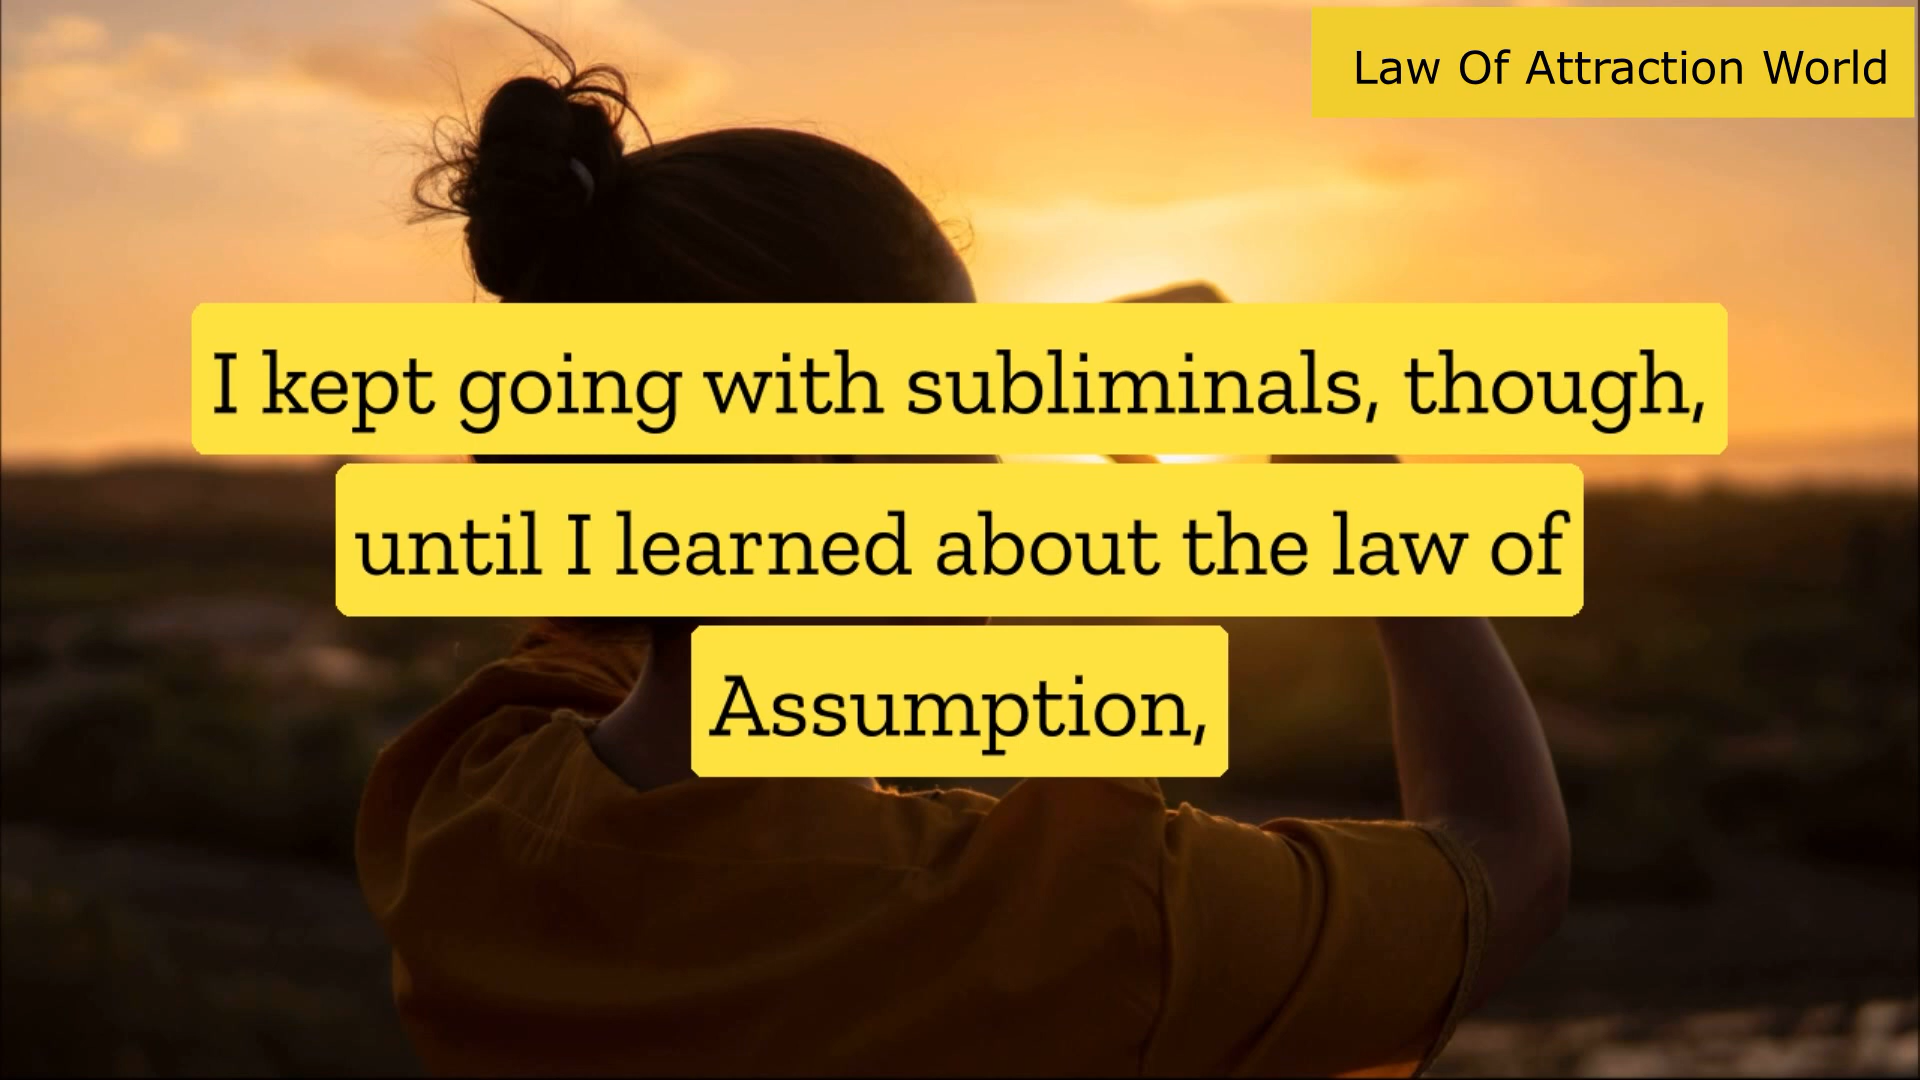 Law Of Attraction World
I kept going with subliminals, though,
until I learned about the law of
Assumption,